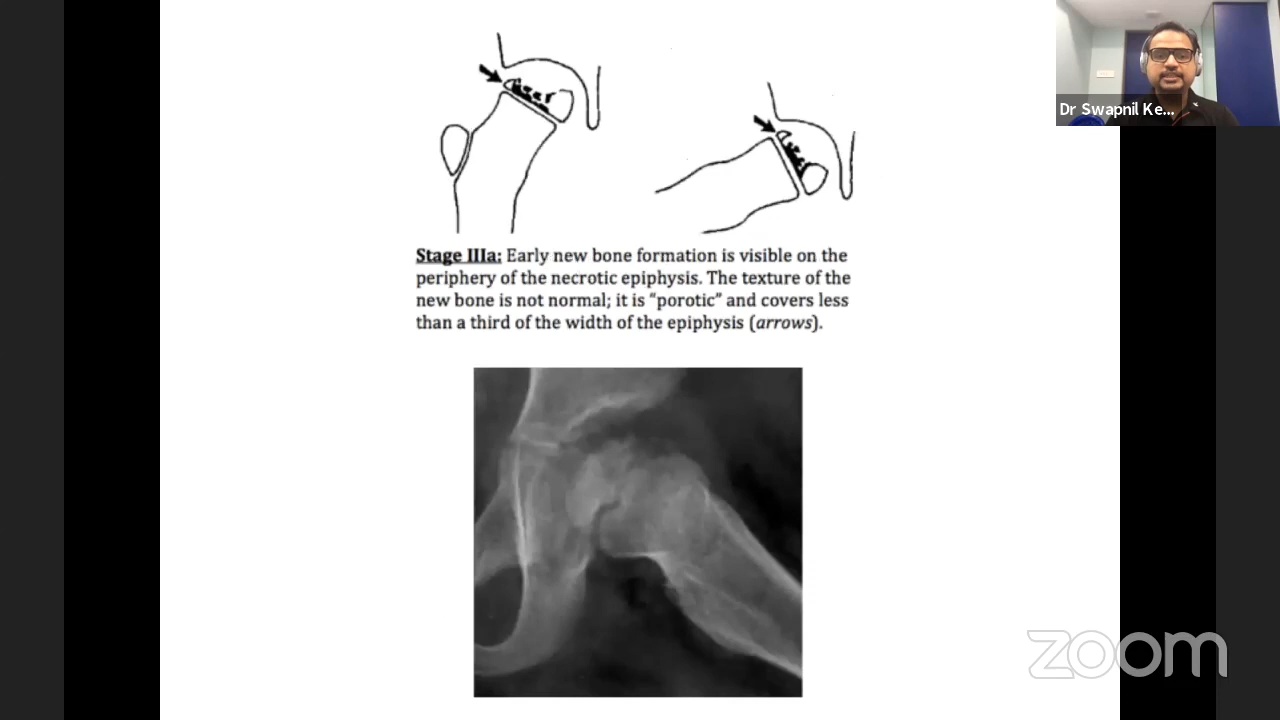 Dr Swapnil Ke...
Stage IIIa: Early new bone formation is visible on the
periphery of the necrotic epiphysis. The texture of the
new bone is not normal; it is “porotic” and covers less
than a third of the width of the epiphysis (arrows).
zoom